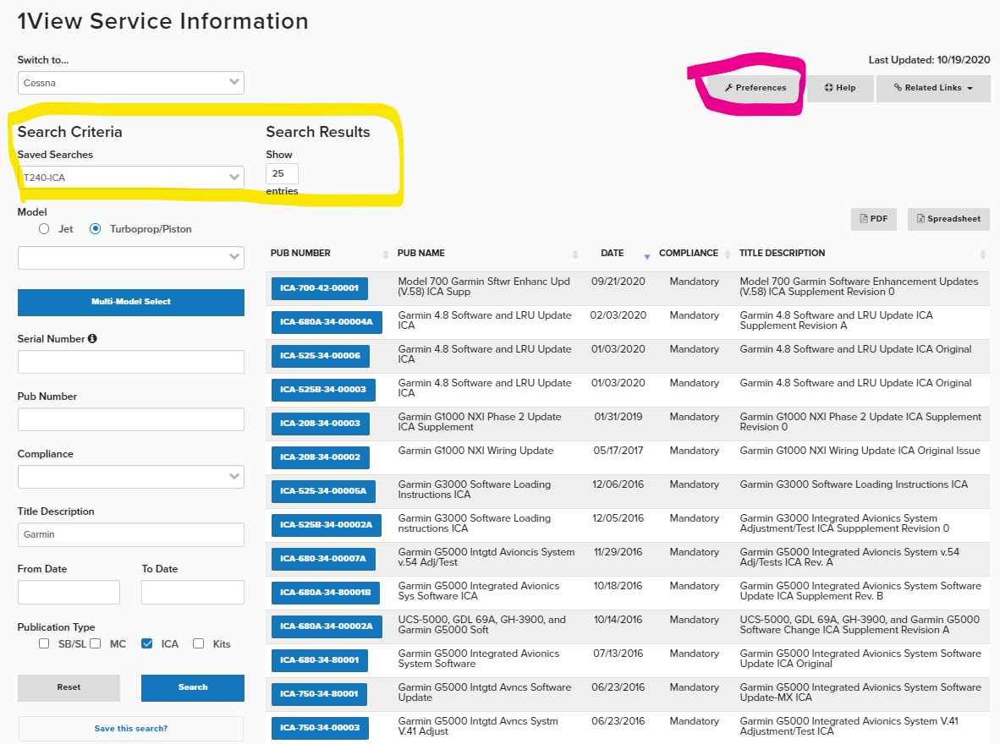 1View Service Information
Switch to...
Cessna
Last Updated: 10/19/2020
Preferences
Help
Related Links
Search Criteria
Saved Searches
T240-ICA
Search Results
Show
25
entries
Model
Jet
Turboprop/Piston
Multi-Model Select
Serial Number
Pub Number
Compliance
Title Description
Garmin
From Date
To Date
Publication Type
SB/SL
MC
ICA
Kits
Reset
Search
Save this search?
PDF
Spreadsheet
PUB NUMBER PUB NAME DATE COMPLIANCE TITLE DESCRIPTION
ICA-700-42-00001
Model 700 Garmin Sftwr Enhanc Upd
(V.58) ICA Supp
09/21/2020
Mandatory
Model 700 Garmin Software Enhancement Updates
(V.58) ICA Supplement Revision 0
ICA-680A-34-00004A
Garmin 4.8 Software and LRU Update
ICA
02/03/2020
Mandatory
Garmin 4.8 Software and LRU Update ICA
Supplement Revision A
ICA-525-34-00006
Garmin 4.8 Software and LRU Update
ICA
01/03/2020
Mandatory
Garmin 4.8 Software and LRU Update ICA Original
ICA-525B-34-00003
Garmin 4.8 Software and LRU Update
ICA
01/03/2020
Mandatory
Garmin 4.8 Software and LRU Update ICA Original
ICA-208-34-00003
Garmin G1000 NXI Phase 2 Update
ICA Supplement
01/31/2019
Mandatory
Garmin G1000 NXI Phase 2 Update ICA Supplement
Revision 0
ICA-208-34-00002
Garmin G1000 NXI Wiring Update
05/17/2017
Mandatory
Garmin G1000 NXI Wiring Update ICA Original Issue
ICA-525-34-00005A
Garmin G3000 Software Loading
Instructions ICA
12/06/2016
Mandatory
Garmin G3000 Software Loading Instructions ICA
ICA-525B-34-00002A
Garmin G3000 Software Loading
nstructions ICA
12/05/2016
Mandatory
Garmin G3000 Integrated Avionics System
Adjustment/Test ICA Suppplement Revision 0
ICA-680-34-00007A
Garmin G5000 Intgtd Avioncis System
v.54 Adj/Test
11/29/2016
Mandatory
Garmin G5000 Integrated Avioncis System v.54
Adj/Tests ICA Rev. A
ICA-680A-34-80001B
Garmin G5000 Integrated Avionics
Sys Software ICA
10/18/2016
Mandatory
Garmin G5000 Integrated Avionics System Software
Update ICA Supplement Rev. B
ICA-680A-34-00002A
UCS-5000, GDL 69A, GH-3900, and
Garmin G5000 Soft
10/14/2016
Mandatory
UCS-5000, GDL 69A, GH-3900, and Garmin G5000
Software Change ICA Supplement Revision A
ICA-680-34-80001
Garmin G5000 Integrated Avionics
System Software
07/13/2016
Mandatory
Garmin G5000 Integrated Avionics System Software
Update ICA Original
ICA-750-34-80001
Garmin G5000 Intgtd Avncs Software
Update
06/23/2016
Mandatory
Garmin G5000 Integrated Avionics System Software
Update-MX ICA
ICA-750-34-00003
Garmin G5000 Intgtd Avncs Systm
V.41 Adjust
06/23/2016
Mandatory
Garmin G5000 Integrated Avionics System V.41
Adjustment/Test ICA